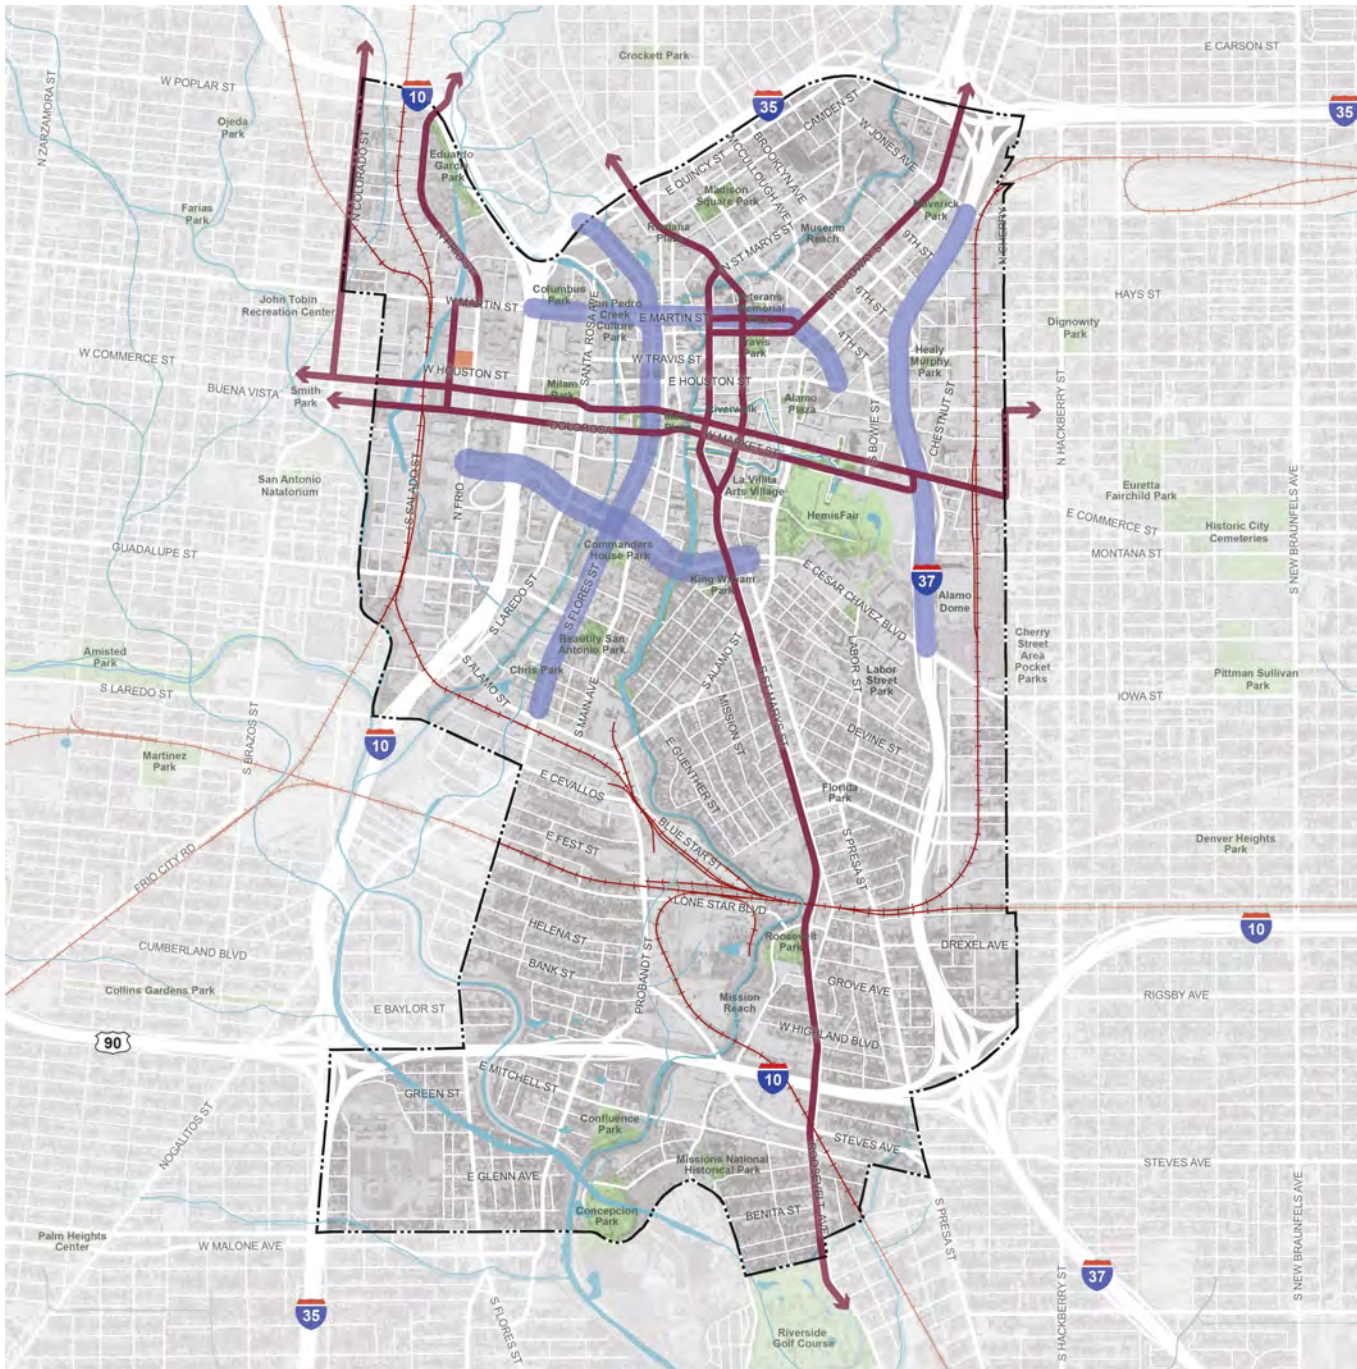 E CARSON ST
Crockett Park
W POPLAR ST
10
35
35
N ZARZAMORA ST
Ojeda
Park
CAMDEN ST
W JONES AVE
BROOKLYN AVE
MCCULLOUGH AVE
E QUINCY ST
Eduardo
Garcia
Park
N COLORADO ST
Madison
Square Park
Maverick
Park
Farias
Park
Romana
Plaza
Museum
Reach
N ST MARYS ST
9TH ST
N CHERRY
N FRIO ST
BROADWAY ST
6TH ST
Columbus
Park
San Pedro
Creek
Culture
Park
SANTA ROSA AVE
Veterans
Memorial
HAYS ST
John Tobin
Recreation Center
W MARTIN ST
E MARTIN ST
4TH ST
Dignowity
Park
Travis
Park
W COMMERCE ST
W TRAVIS ST
Healy
Murphy
Park
W HOUSTON ST
E HOUSTON ST
BUENA VISTA
Smith
Park
Milam
Park
Alamo
Plaza
Riverwalk
CHESTNUT ST
S BOWIE ST
N HACKBERRY ST
DOLOROSA
W MARKET ST
San Antonio
Natatorium
S SALADO ST
N FRIO
La Villita
Arts Village
HemisFair
Euretta
Fairchild Park
S NEW BRAUNFELS AVE
E COMMERCE ST
Historic City
Cemeteries
GUADALUPE ST
Commanders
House Park
MONTANA ST
King William
Park
E CESAR CHAVEZ BLVD
37
Alamo
Dome
S LAREDO ST
S FLORES ST
Beautify San
Antonio Park
Cherry
Street
Area
Pocket
Parks
Amisted
Park
Chris Park
S ALAMO ST
S ALAMO ST
LABOR ST
Labor
Street
Park
Pittman Sullivan
Park
S LAREDO ST
IOWA ST
S MAIN AVE
MISSION ST
S ST MARYS ST
S BRAZOS ST
10
Martinez
Park
E GUENTHER ST
DEVINE ST
E CEVALLOS
Florida
Park
E FEST ST
BLUE STAR ST
S PRESA ST
Denver Heights
Park
FRIO CITY RD
LONE STAR BLVD
10
HELENA ST
Roosevelt
Park
DREXEL AVE
CUMBERLAND BLVD
BANK ST
PROBANDT ST
GROVE AVE
Collins Gardens Park
Mission
Reach
RIGSBY AVE
E BAYLOR ST
W HIGHLAND BLVD
90
E MITCHELL ST
10
GREEN ST
Confluence
Park
NOGALITOS ST
STEVES AVE
Missions National
Historical Park
STEVES AVE
E GLENN AVE
ROOSEVELT AVE
Concepcion
Park
BENITA ST
S PRESA ST
Palm Heights
Center
W MALONE AVE
S NEW BRAUNFELS AVE
37
S HACKBERRY ST
35
S FLORES ST
Riverside
Golf Course